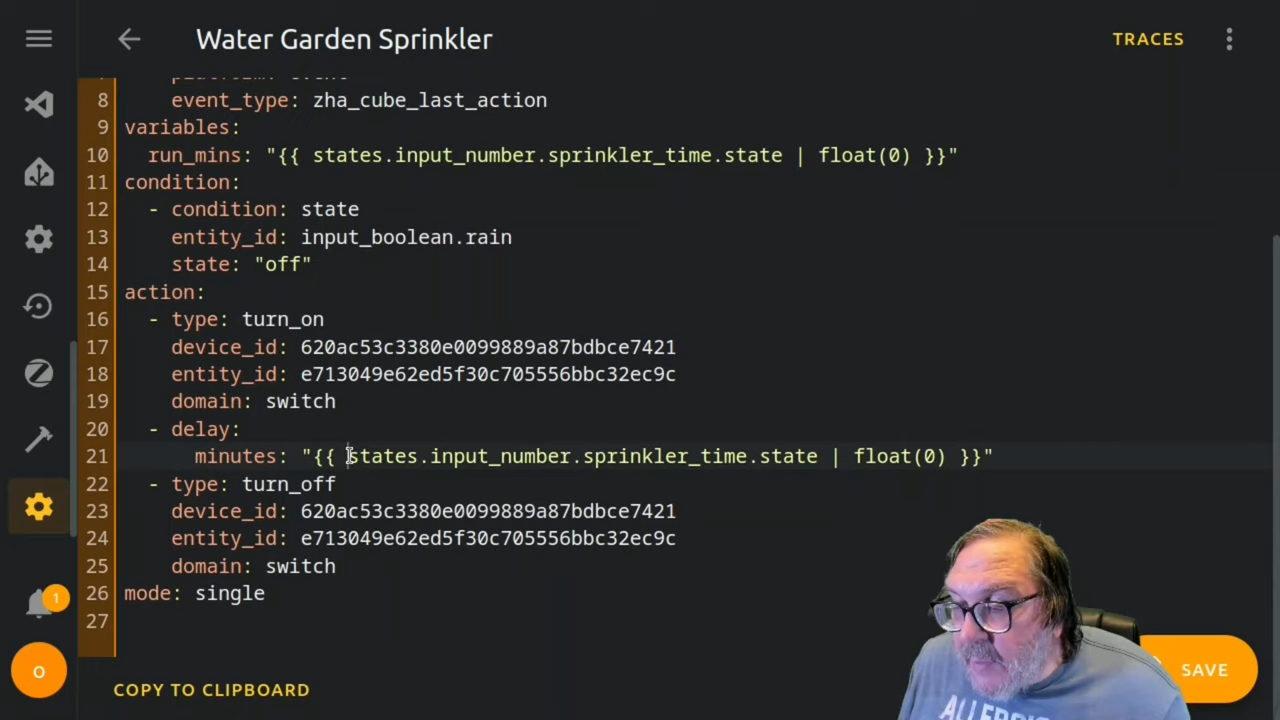 Water Garden Sprinkler
TRACES
8 event_type: zha_cube_last_action
9 variables:
10 run_mins: "{{ states.input_number.sprinkler_time.state | float(0) }}"
11 condition:
12 - condition: state
13 entity_id: input_boolean.rain
14 state: "off"
15 action:
16 - type: turn_on
17 device_id: 620ac53c3380e0099889a87bdbce7421
18 entity_id: e713049e62ed5f30c705556bbc32ec9c
19 domain: switch
20 - delay:
21 minutes: "{{ states.input_number.sprinkler_time.state | float(0) }}"
22 - type: turn_off
23 device_id: 620ac53c3380e0099889a87bdbce7421
24 entity_id: e713049e62ed5f30c705556bbc32ec9c
25 domain: switch
26 mode: single
27
1
O
SAVE
COPY TO CLIPBOARD